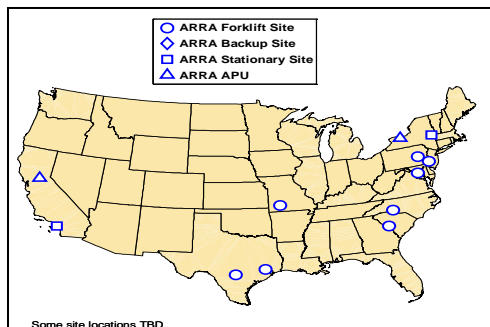 ARRA Forklift Site
ARRA Backup Site
ARRA Stationary Site
ARRA APU
Some site locations TBD